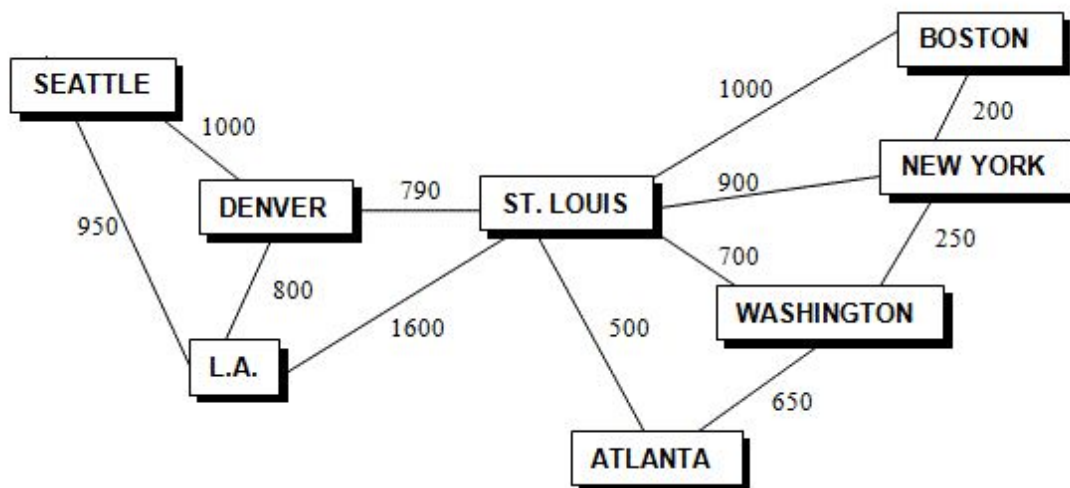 BOSTON
SEATTLE
1000
200
1000
NEW YORK
DENVER
790
ST. LOUIS
900
950
250
700
800
WASHINGTON
1600
500
L.A.
650
ATLANTA